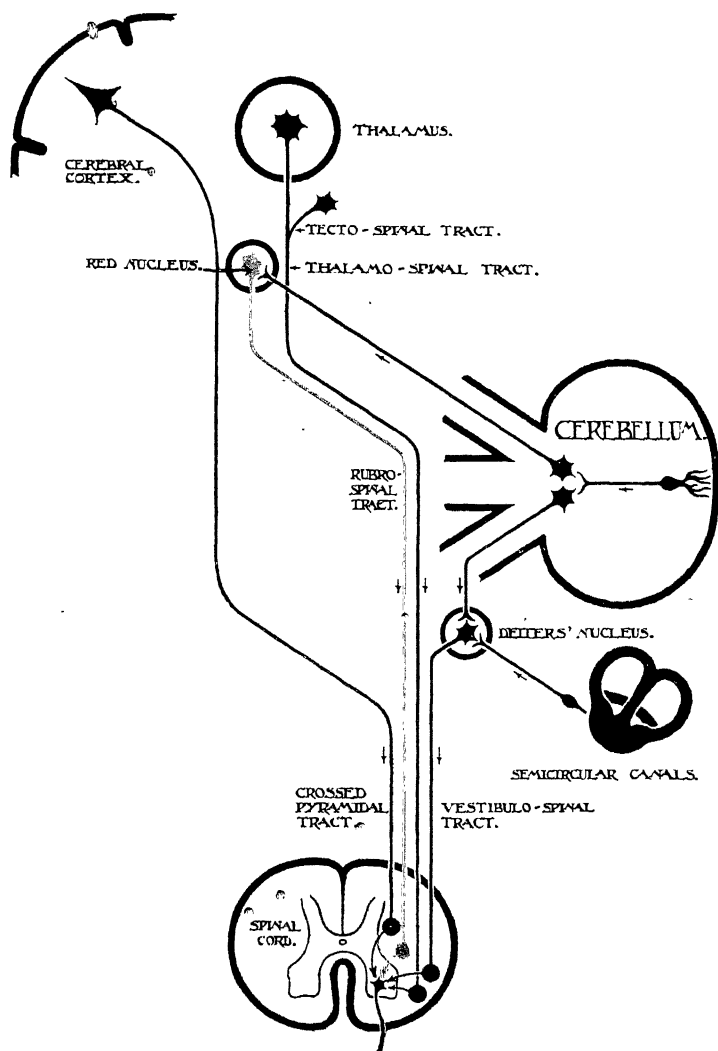 THALAMUS.
CEREBRAL
CORTEX.
TECTO-SPINAL TRACT.
RED NUCLEUS.
THALAMO-SPINAL TRACT.
CEREBELLUM.
RUBRO-
SPINAL
TRACT.
DEITERS' NUCLEUS.
SEMICIRCULAR CANALS.
CROSSED
PYRAMIDAL
TRACT.
VESTIBULO-SPINAL
TRACT.
SPINAL
CORD.